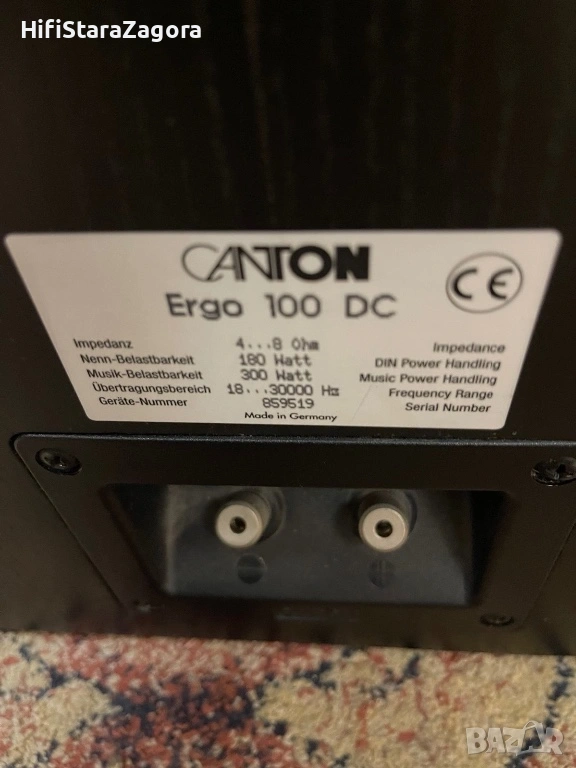 HifiStaraZagora
CANTON
CE
Ergo 100 DC
Impedanz 4...8 Ohm Impedance
Nenn-Belastbarkeit 180 Watt DIN Power Handling
Musik-Belastbarkeit 300 Watt Music Power Handling
Übertragungsbereich 18...30000 Hz Frequency Range
Geräte-Nummer 859519 Serial Number
Made in Germany
BAZAR